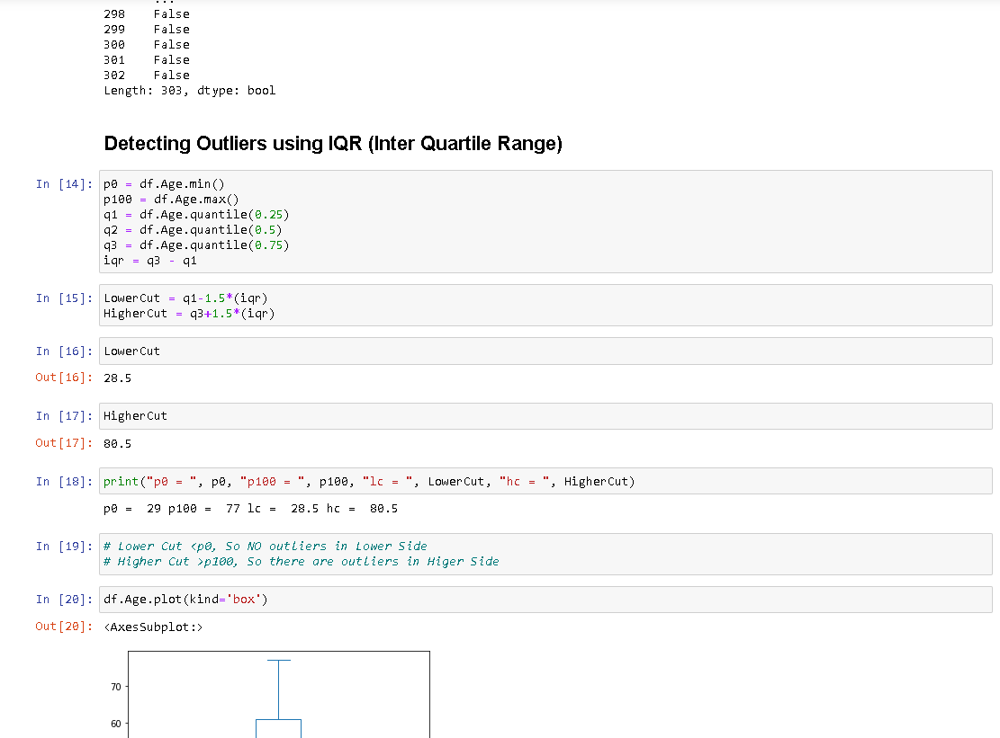 ...
298    False
299    False
300    False
301    False
302    False
Length: 303, dtype: bool
Detecting Outliers using IQR (Inter Quartile Range)
In [14]: p0 = df.Age.min()
p100 = df.Age.max()
q1 = df.Age.quantile(0.25)
q2 = df.Age.quantile(0.5)
q3 = df.Age.quantile(0.75)
iqr = q3 - q1
In [15]: LowerCut = q1-1.5*(iqr)
HigherCut = q3+1.5*(iqr)
In [16]: LowerCut
Out[16]: 28.5
In [17]: HigherCut
Out[17]: 80.5
In [18]: print("p0 = ", p0, "p100 = ", p100, "lc = ", LowerCut, "hc = ", HigherCut)
p0 =  29 p100 =  77 lc =  28.5 hc =  80.5
In [19]: # Lower Cut <p0, So NO outliers in Lower Side
# Higher Cut >p100, So there are outliers in Higer Side
In [20]: df.Age.plot(kind='box')
Out[20]: <AxesSubplot:>
70
60